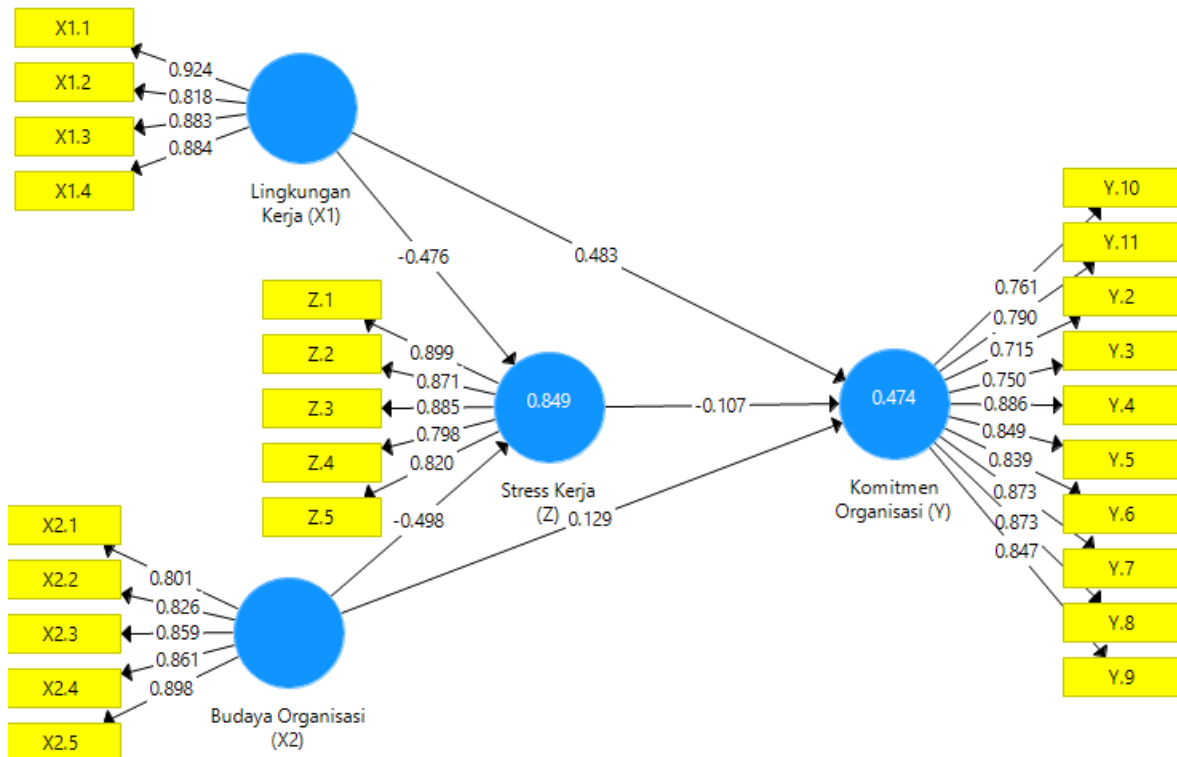 X1.1
0.924
X1.2
0.818
X1.3
0.883
X1.4
0.884
Lingkungan
Kerja (X1)
-0.476
0.483
Z.1
0.899
Z.2
0.871
Z.3
0.885
Z.4
0.798
Z.5
0.820
0.849
Stress Kerja
(Z)
-0.107
0.129
-0.498
X2.1
0.801
X2.2
0.826
X2.3
0.859
X2.4
0.861
X2.5
0.898
Budaya Organisasi
(X2)
0.474
Komitmen
Organisasi (Y)
Y.10
0.761
Y.11
0.790
Y.2
0.715
Y.3
0.750
Y.4
0.886
Y.5
0.849
Y.6
0.839
Y.7
0.873
Y.8
0.873
Y.9
0.847